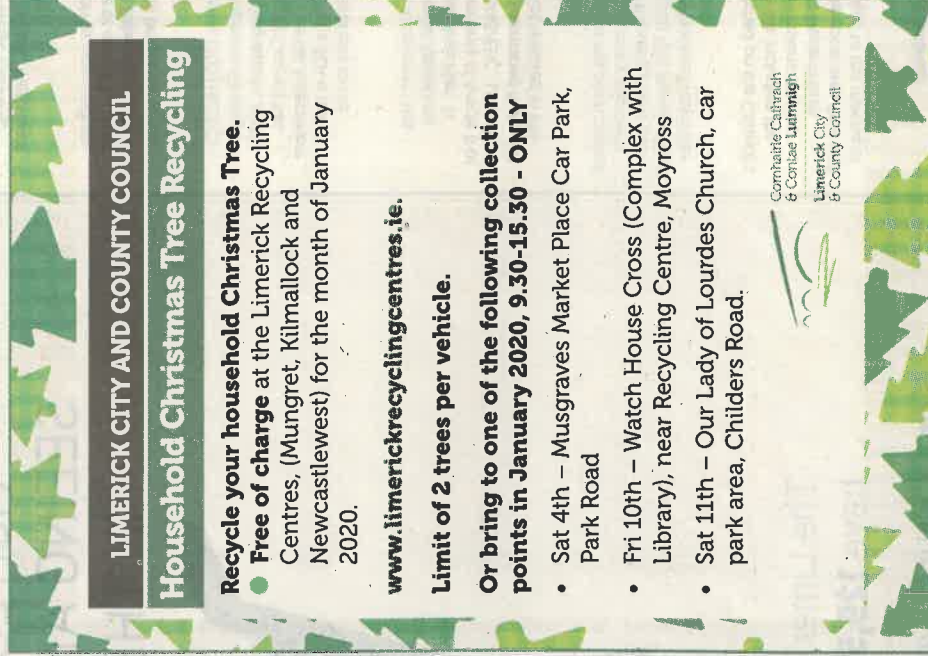 LIMERICK CITY AND COUNTY COUNCIL
Household Christmas Tree Recycling
Recycle your household Christmas Tree.
Free of charge at the Limerick Recycling
Centres, (Mungret, Kilmallock and
Newcastlewest) for the month of January
2020.
www.limerickrecyclingcentres.ie.
Limit of 2 trees per vehicle.
Or bring to one of the following collection
points in January 2020, 9.30-15.30 - ONLY
• Sat 4th – Musgraves Market Place Car Park,
Park Road
• Fri 10th – Watch House Cross (Complex with
Library), near Recycling Centre, Moyross
• Sat 11th – Our Lady of Lourdes Church, car
park area, Childers Road.
Comhairle Cathrach
& Contae Luimnigh
Limerick City
& County Council